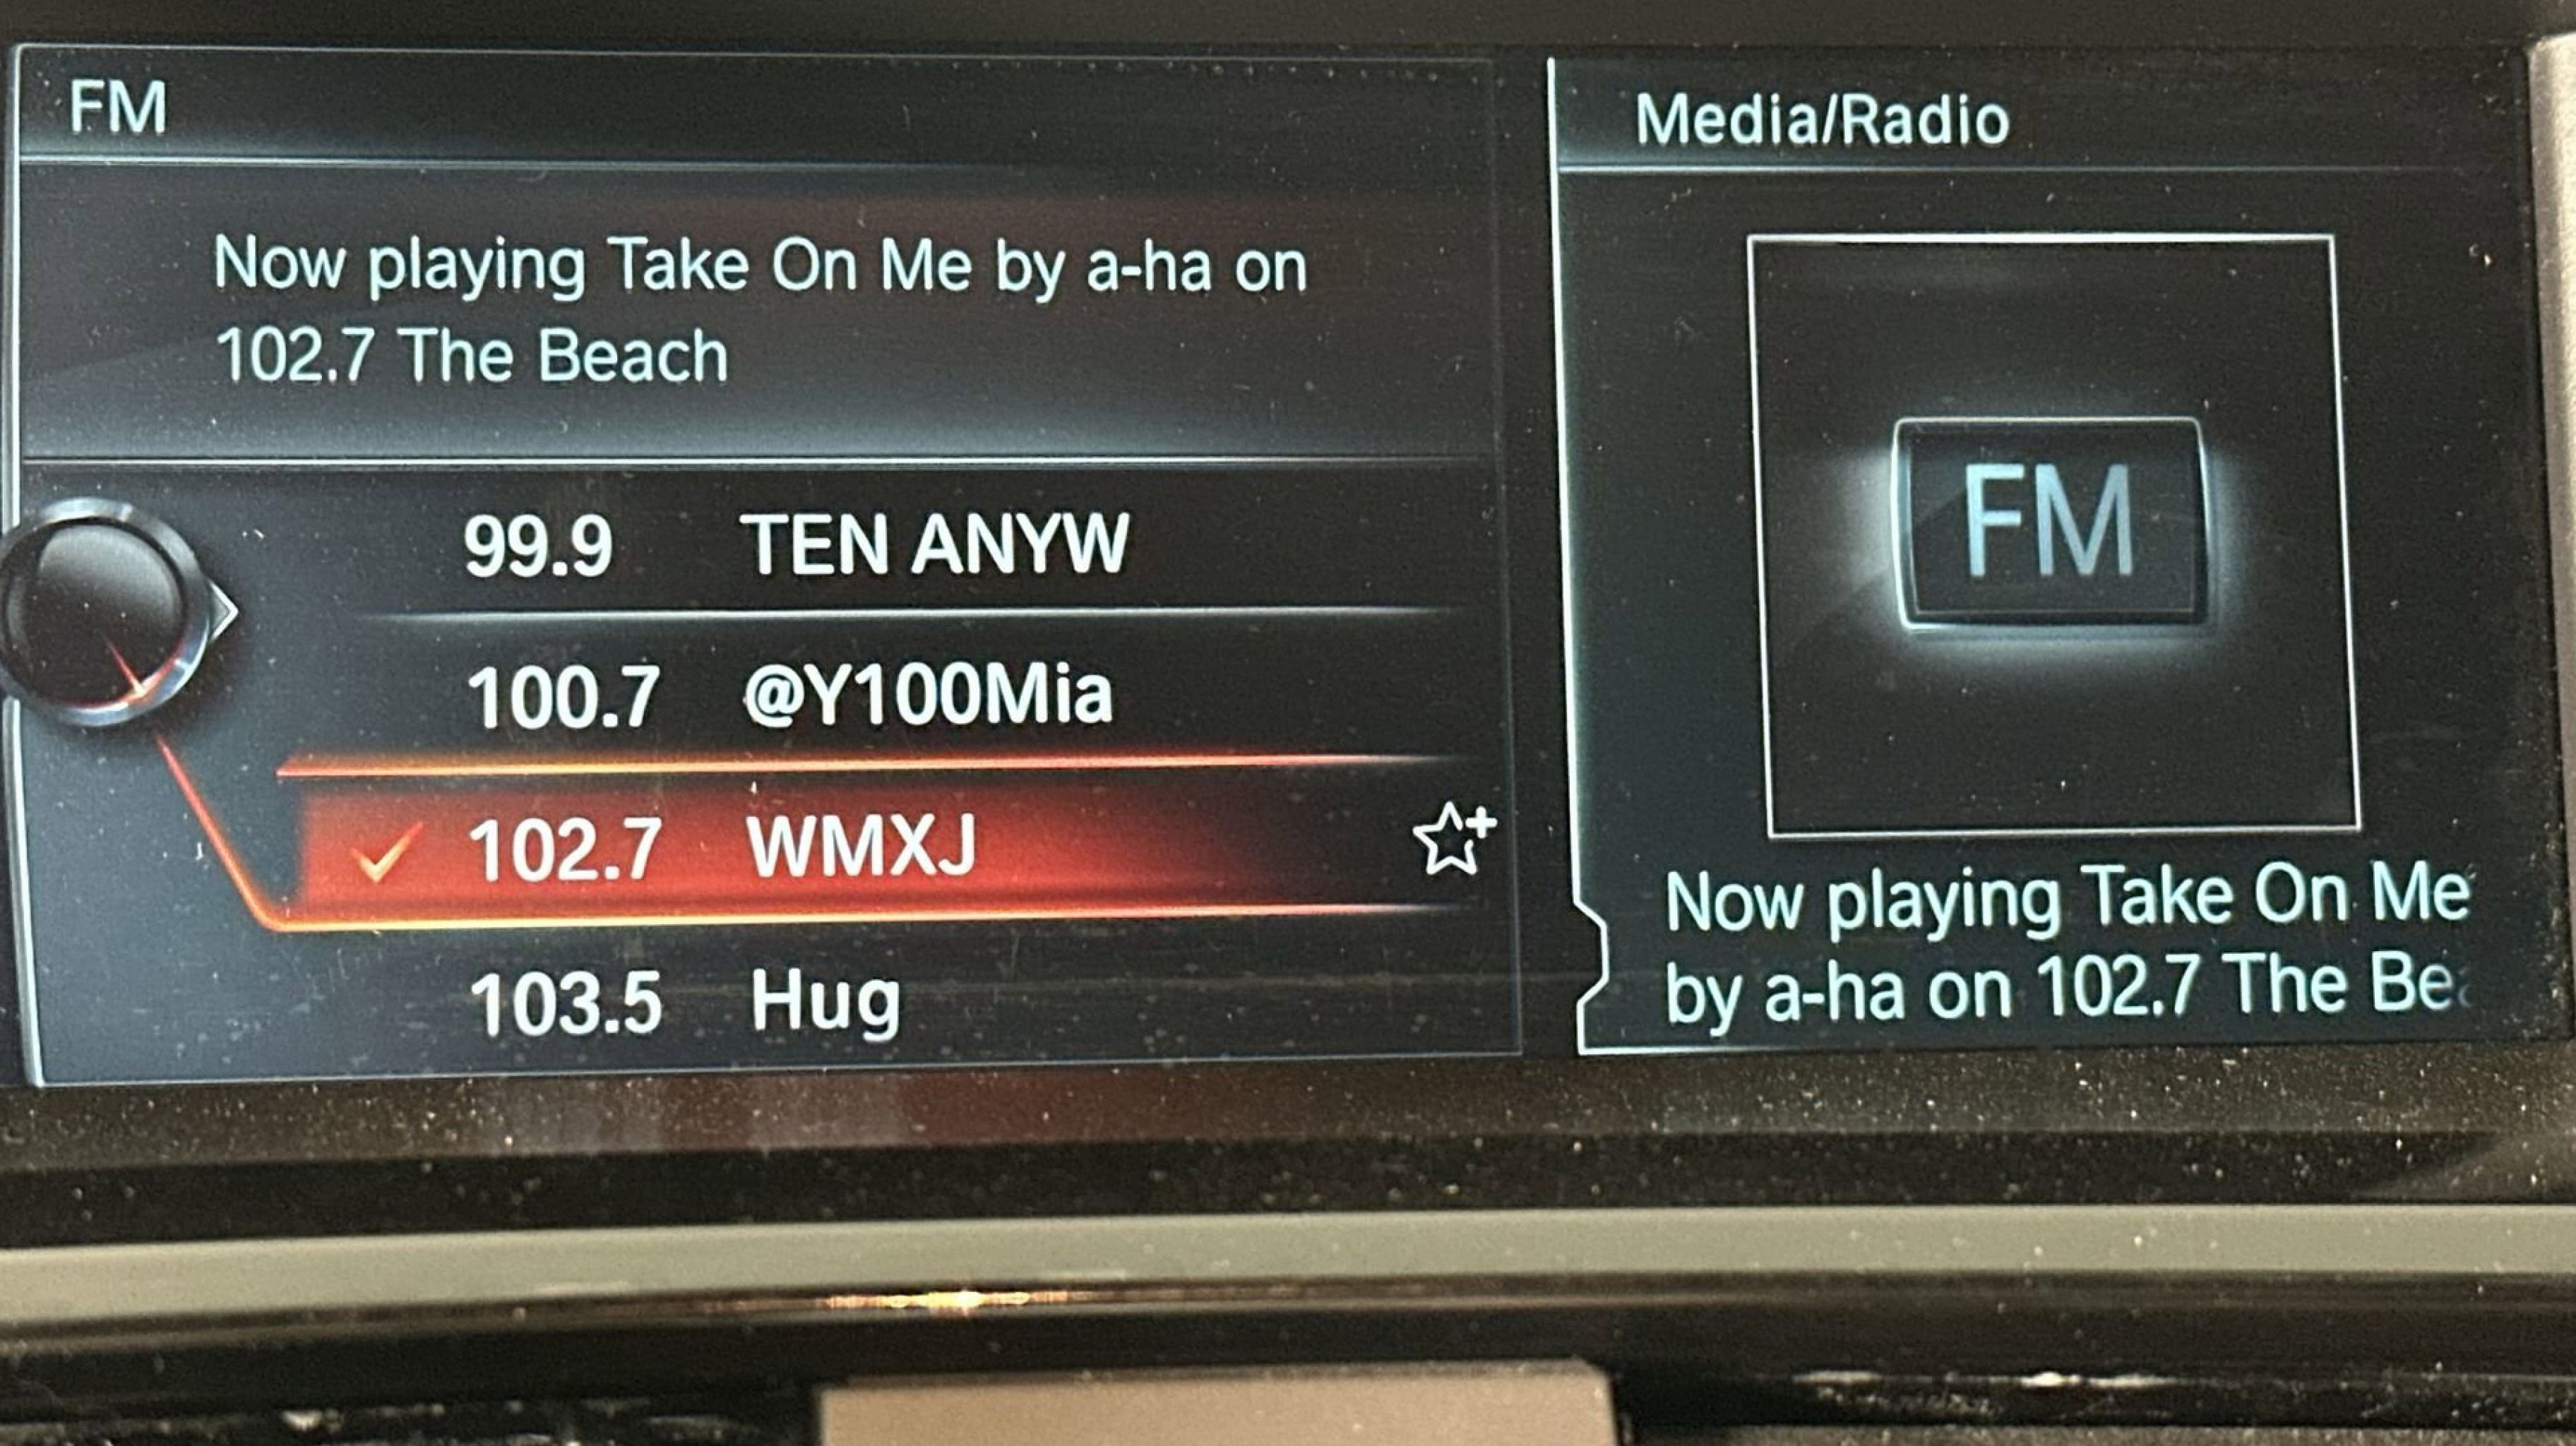 FM
Now playing Take On Me by a-ha on
102.7 The Beach
99.9 TEN ANYW
100.7 @Y100Mia
102.7 WMXJ
103.5 Hug
Media/Radio
FM
Now playing Take On Me
by a-ha on 102.7 The Bea